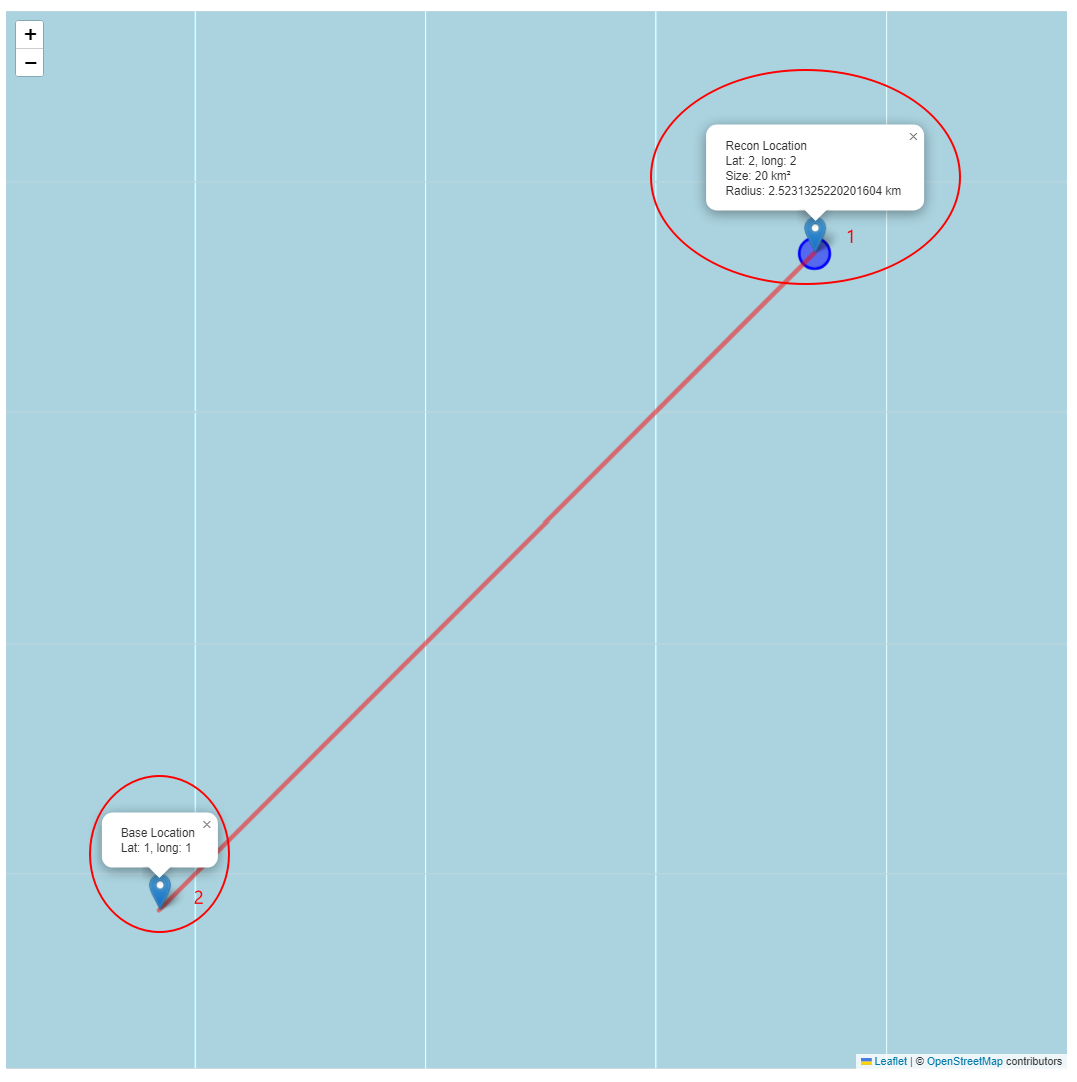 +
−
×
Recon Location
Lat: 2, long: 2
Size: 20 km²
Radius: 2.5231325220201604 km
1
×
Base Location
Lat: 1, long: 1
2
Leaflet | © OpenStreetMap contributors